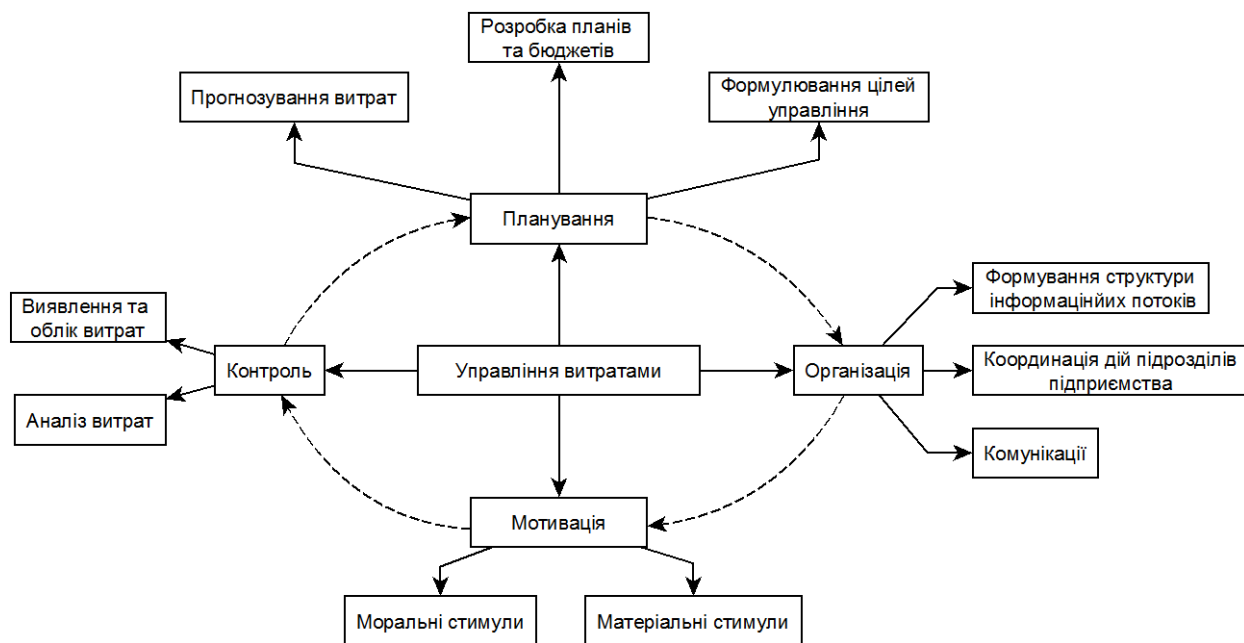 Розробка планів
та бюджетів
Прогнозування витрат
Формулювання цілей
управління
Планування
Виявлення та
облік витрат
Формування структури
інформацінйих потоків
Контроль
Управління витратами
Організація
Координація дій підрозділів
підприємства
Аналіз витрат
Комунікації
Мотивація
Моральні стимули
Матеріальні стимули